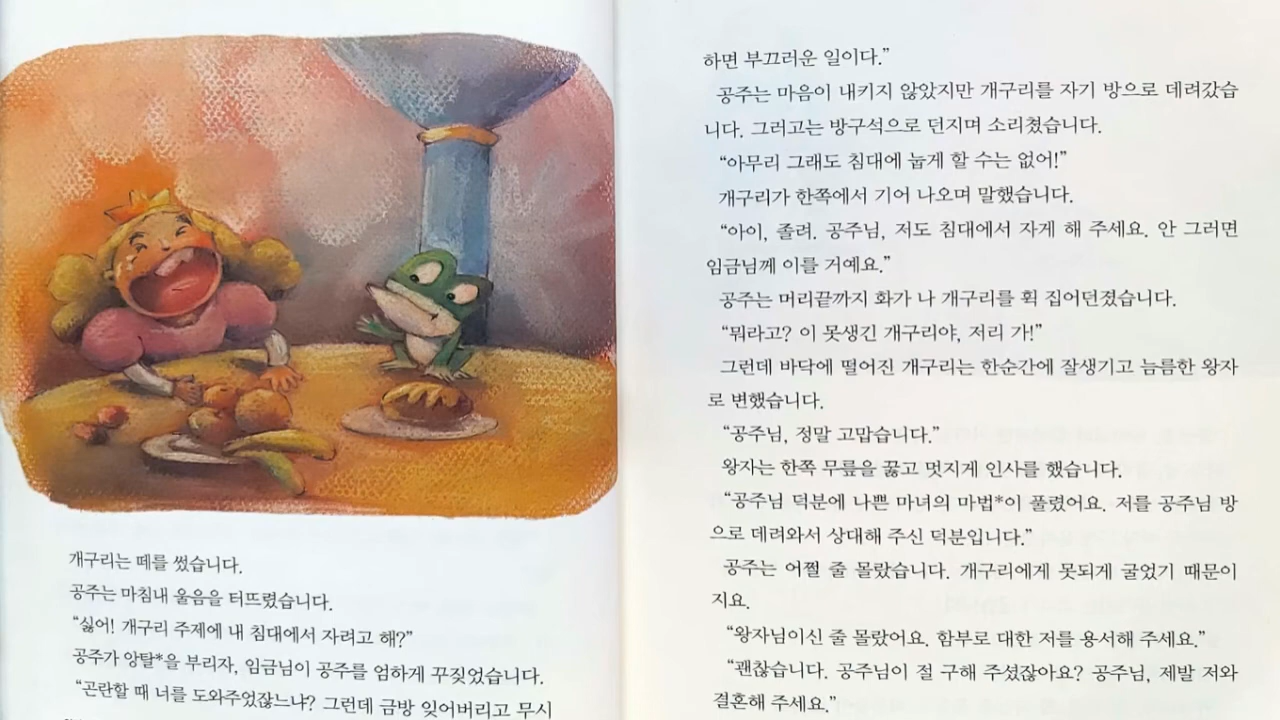 개구리는 떼를 썼습니다.
공주는 마침내 울음을 터뜨렸습니다.
“싫어! 개구리 주제에 내 침대에서 자려고 해?”
공주가 앙탈*을 부리자, 임금님이 공주를 엄하게 꾸짖었습니다.
“곤란할 때 너를 도와주었잖느냐? 그런데 금방 잊어버리고 무시
하면 부끄러운 일이다.”
공주는 마음이 내키지 않았지만 개구리를 자기 방으로 데려갔습
니다. 그러고는 방구석으로 던지며 소리쳤습니다.
“아무리 그래도 침대에 눕게 할 수는 없어!”
개구리가 한쪽에서 기어 나오며 말했습니다.
“아이, 졸려. 공주님, 저도 침대에서 자게 해 주세요. 안 그러면
임금님께 이를 거예요.”
공주는 머리끝까지 화가 나 개구리를 휙 집어던졌습니다.
“뭐라고? 이 못생긴 개구리야, 저리 가!”
그런데 바닥에 떨어진 개구리는 한순간에 잘생기고 늠름한 왕자
로 변했습니다.
“공주님, 정말 고맙습니다.”
왕자는 한쪽 무릎을 꿇고 멋지게 인사를 했습니다.
“공주님 덕분에 나쁜 마녀의 마법*이 풀렸어요. 저를 공주님 방
으로 데려와서 상대해 주신 덕분입니다.”
공주는 어쩔 줄 몰랐습니다. 개구리에게 못되게 굴었기 때문이
지요.
“왕자님이신 줄 몰랐어요. 함부로 대한 저를 용서해 주세요.”
“괜찮습니다. 공주님이 절 구해 주셨잖아요? 공주님, 제발 저와
결혼해 주세요.”